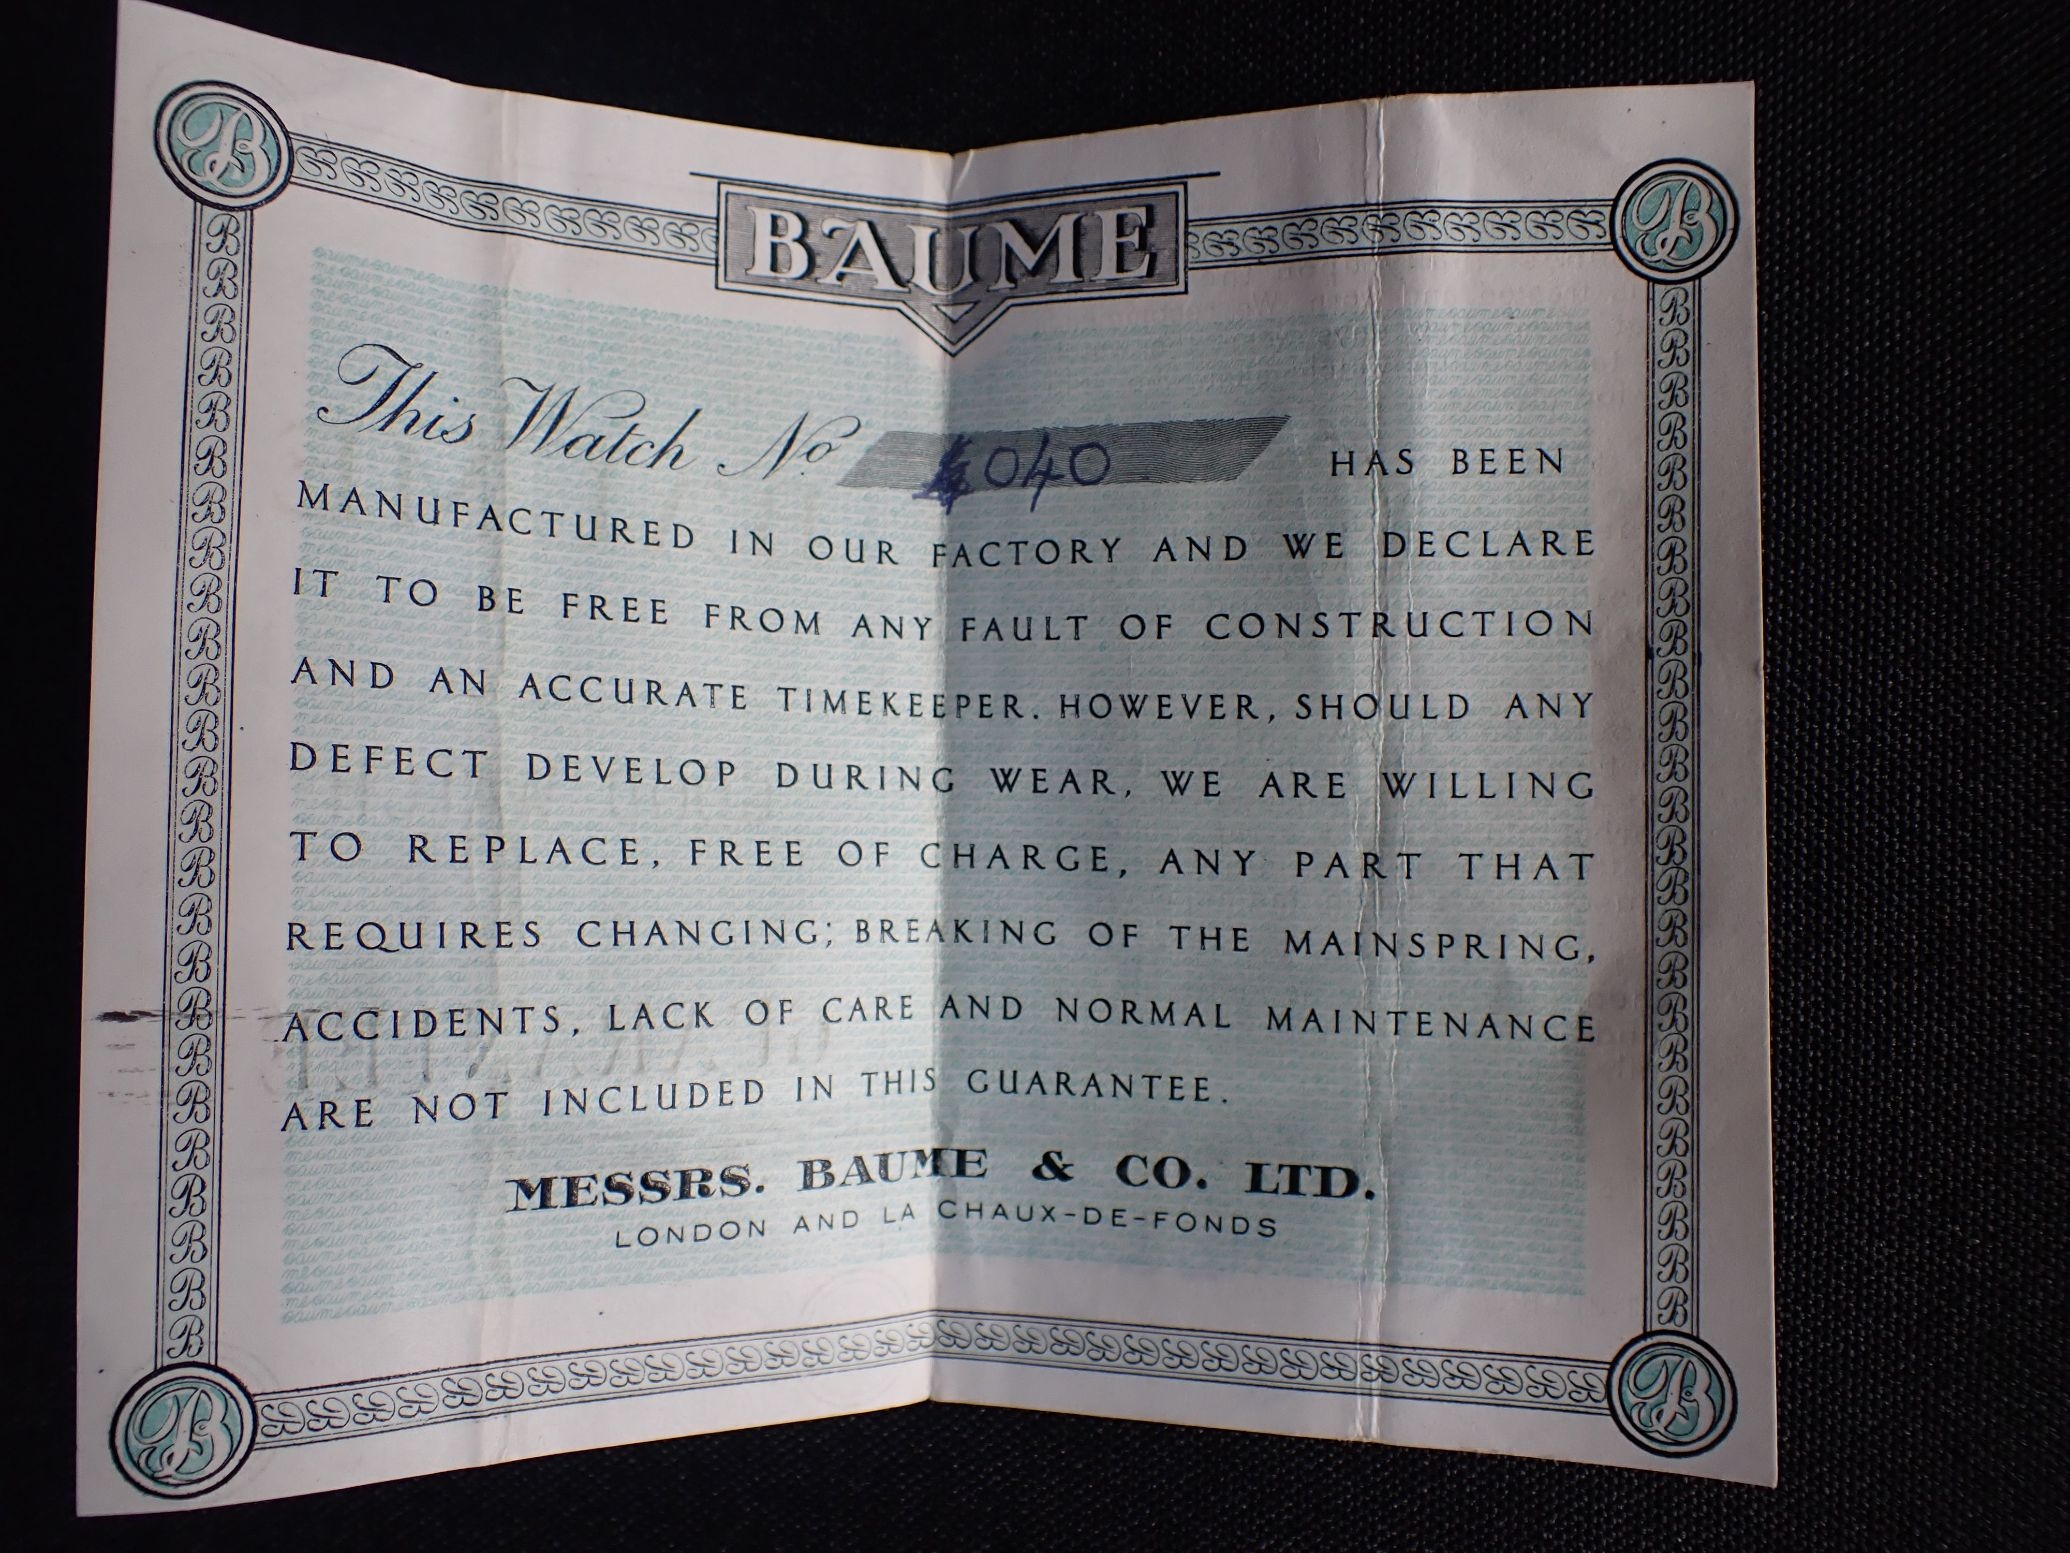 BAUME
This Watch No. 040 HAS BEEN
MANUFACTURED IN OUR FACTORY AND WE DECLARE
IT TO BE FREE FROM ANY FAULT OF CONSTRUCTION
AND AN ACCURATE TIMEKEEPER. HOWEVER, SHOULD ANY
DEFECT DEVELOP DURING WEAR, WE ARE WILLING
TO REPLACE, FREE OF CHARGE, ANY PART THAT
REQUIRES CHANGING; BREAKING OF THE MAINSPRING,
ACCIDENTS, LACK OF CARE AND NORMAL MAINTENANCE
ARE NOT INCLUDED IN THIS GUARANTEE.
MESSRS. BAUME & CO. LTD.
LONDON AND LA CHAUX-DE-FONDS